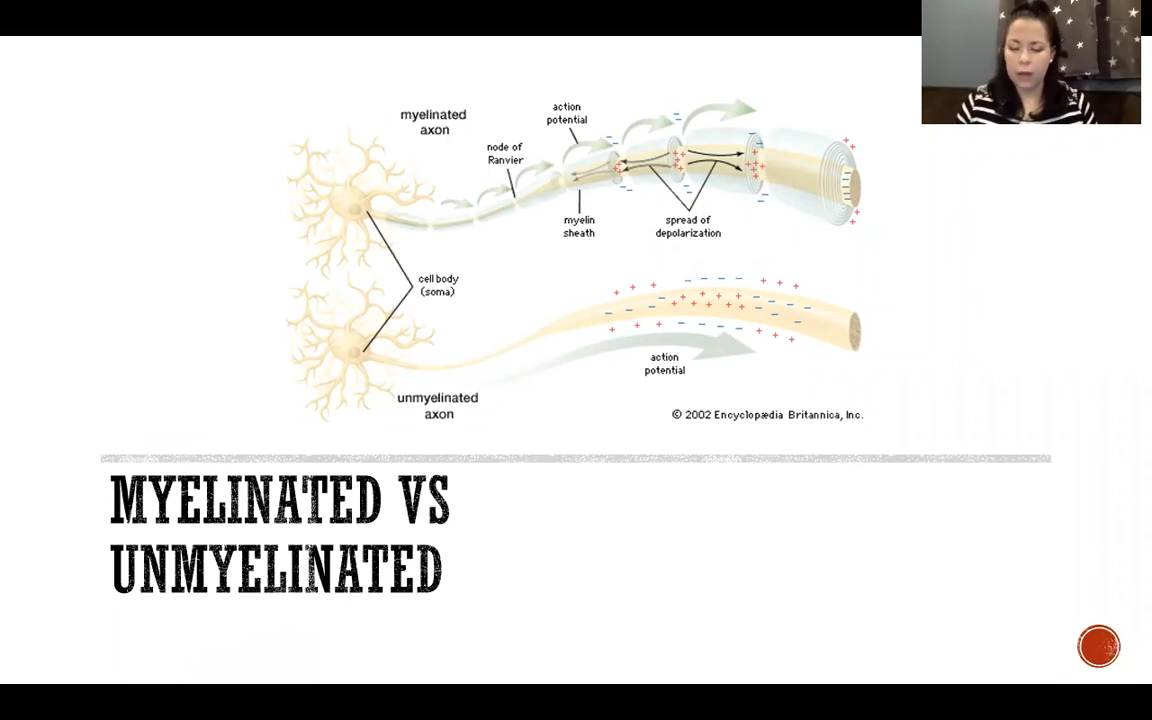 myelinated
axon
action
potential
node of
Ranvier
myelin
sheath
spread of
depolarization
cell body
(soma)
action
potential
unmyelinated
axon
© 2002 Encyclopædia Britannica, Inc.
MYELINATED VS
UNMYELINATED